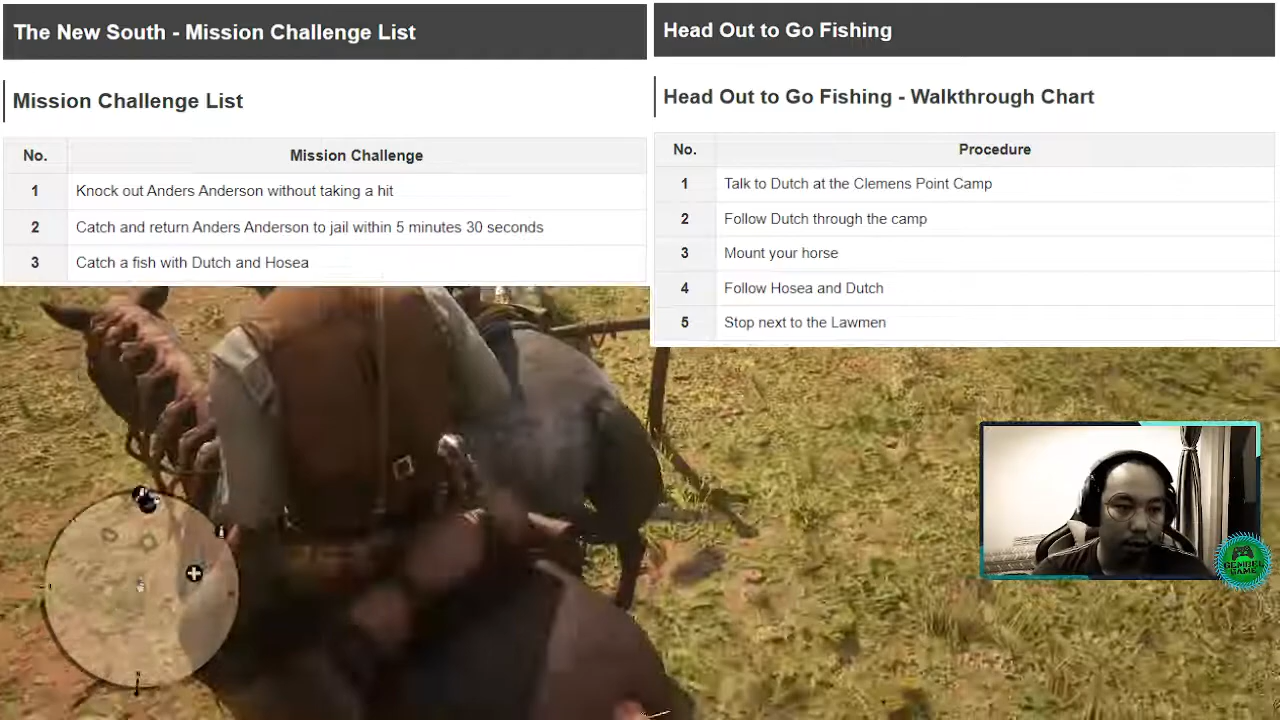 The New South - Mission Challenge List
Mission Challenge List
No. Mission Challenge
1 Knock out Anders Anderson without taking a hit
2 Catch and return Anders Anderson to jail within 5 minutes 30 seconds
3 Catch a fish with Dutch and Hosea
Head Out to Go Fishing
Head Out to Go Fishing - Walkthrough Chart
No. Procedure
1 Talk to Dutch at the Clemens Point Camp
2 Follow Dutch through the camp
3 Mount your horse
4 Follow Hosea and Dutch
5 Stop next to the Lawmen
GEMBEL
GAME